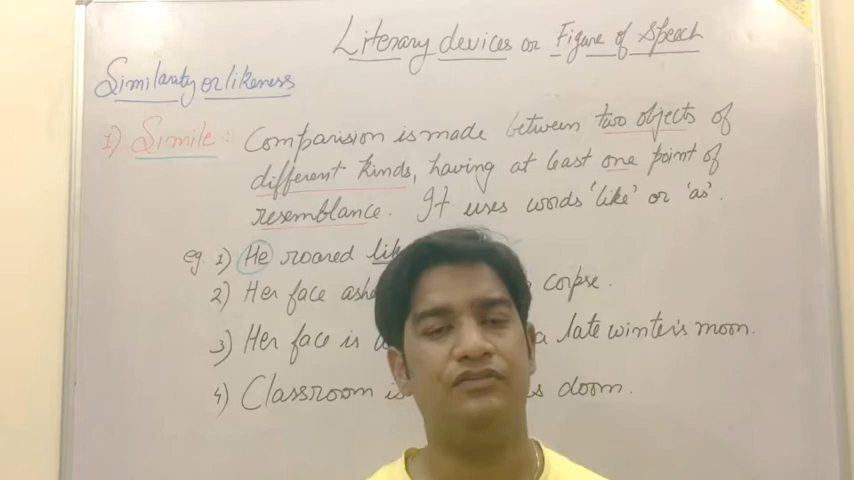 Literary devices or Figure of Speech
Similarity or likeness
1) Simile : Comparision is made between two objects of
different kinds, having at least one point of
resemblance. It uses words 'like' or 'as'.
eg. 1) He roared
2) Her face corpse.
3) Her face is a late winter's moon.
4) Classroom doom.